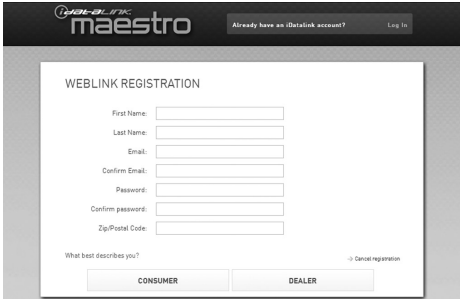 iDataLINK
maestro
Already have an iDatalink account?
Log In
WEBLINK REGISTRATION
First Name:
Last Name:
Email:
Confirm Email:
Password:
Confirm password:
Zip/Postal Code:
What best describes you?
-> Cancel registration
CONSUMER
DEALER